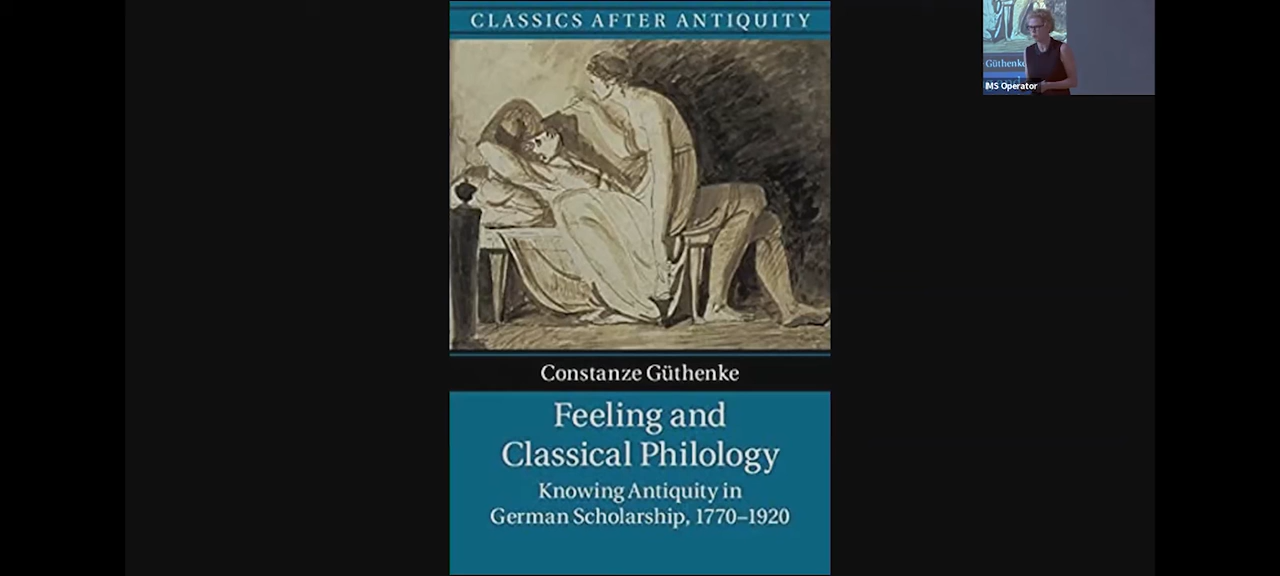 CLASSICS AFTER ANTIQUITY
Constanze Güthenke
Feeling and
Classical Philology
Knowing Antiquity in
German Scholarship, 1770–1920
Güthenke
IMS Operator